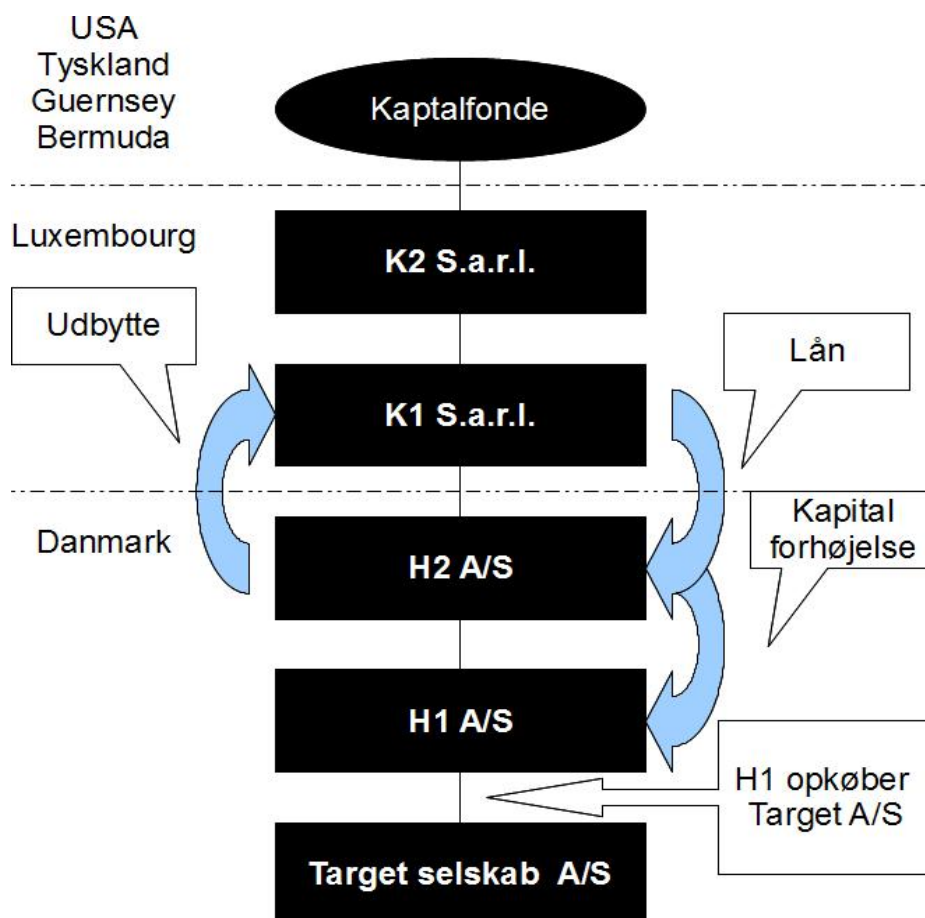 USA
Tyskland
Guernsey
Bermuda
Kaptalfonde
Luxembourg
K2 S.a.r.l.
Udbytte
Lån
K1 S.a.r.l.
Danmark
Kapital
forhøjelse
H2 A/S
H1 A/S
H1 opkøber
Target A/S
Target selskab A/S